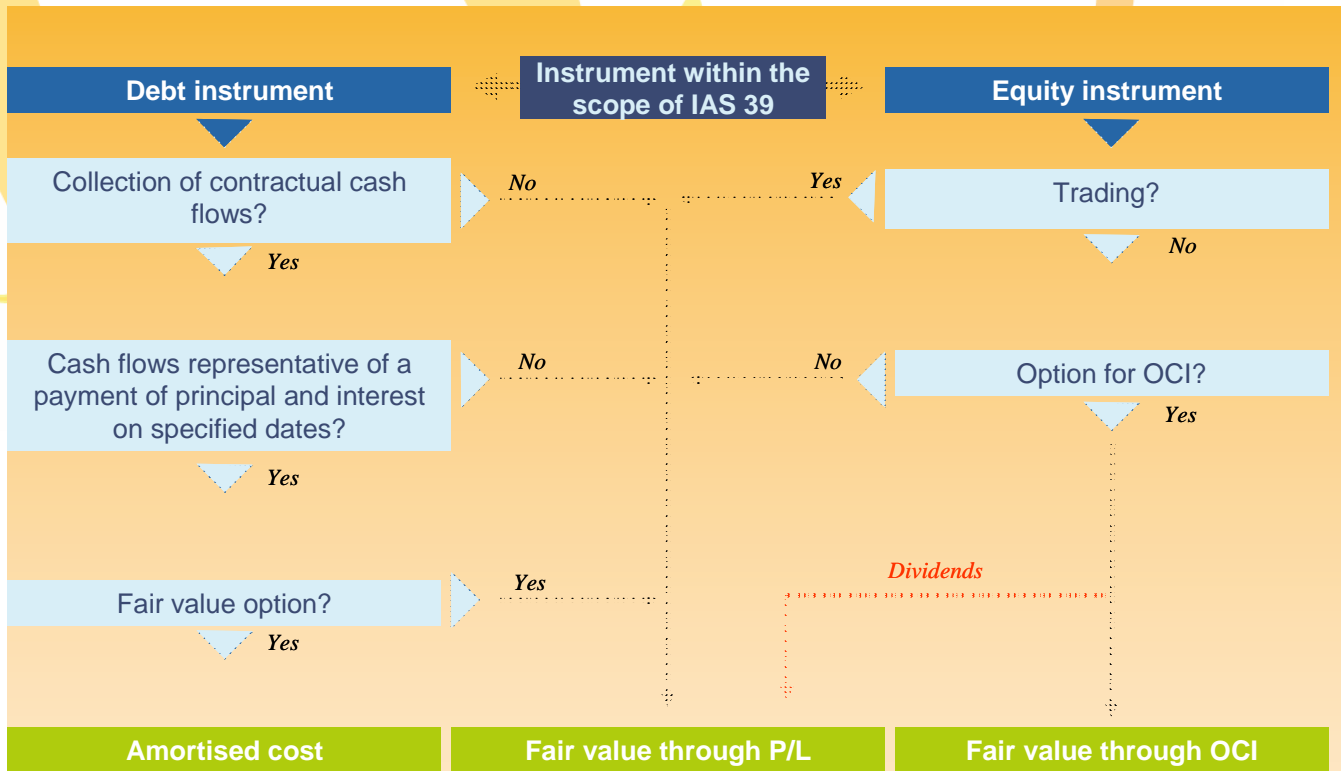 Instrument within the
scope of IAS 39
Debt instrument
Equity instrument
Collection of contractual cash
flows?
No
Yes
Trading?
Yes
No
Cash flows representative of a
payment of principal and interest
on specified dates?
No
No
Option for OCI?
Yes
Yes
Dividends
Fair value option?
Yes
Yes
Amortised cost
Fair value through P/L
Fair value through OCI